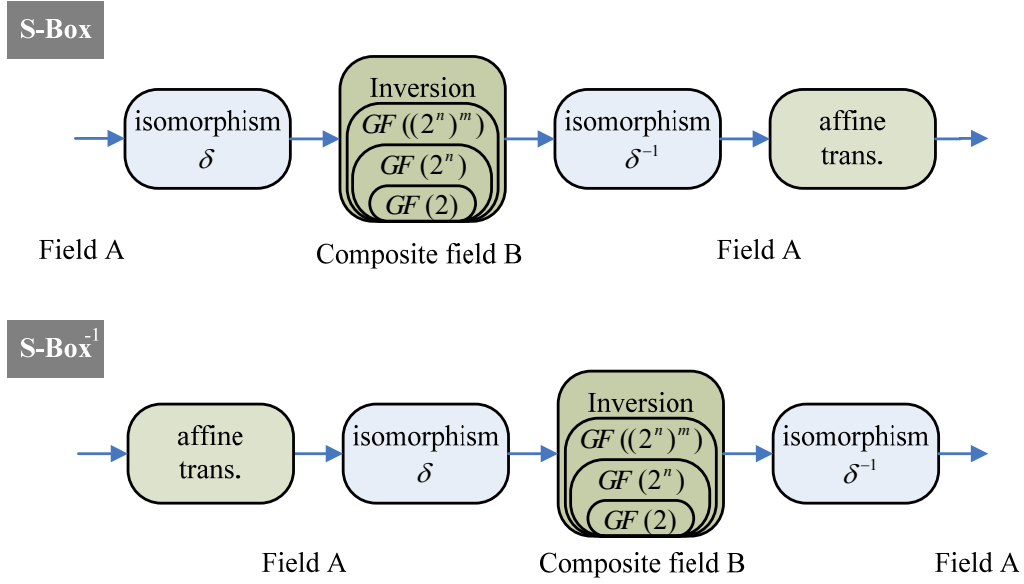 S-Box
isomorphism
δ
Inversion
GF((2ⁿ)ᵐ)
GF(2ⁿ)
GF(2)
isomorphism
δ⁻¹
affine
trans.
Field A
Composite field B
Field A
S-Box⁻¹
affine
trans.
isomorphism
δ
Inversion
GF((2ⁿ)ᵐ)
GF(2ⁿ)
GF(2)
isomorphism
δ⁻¹
Field A
Composite field B
Field A